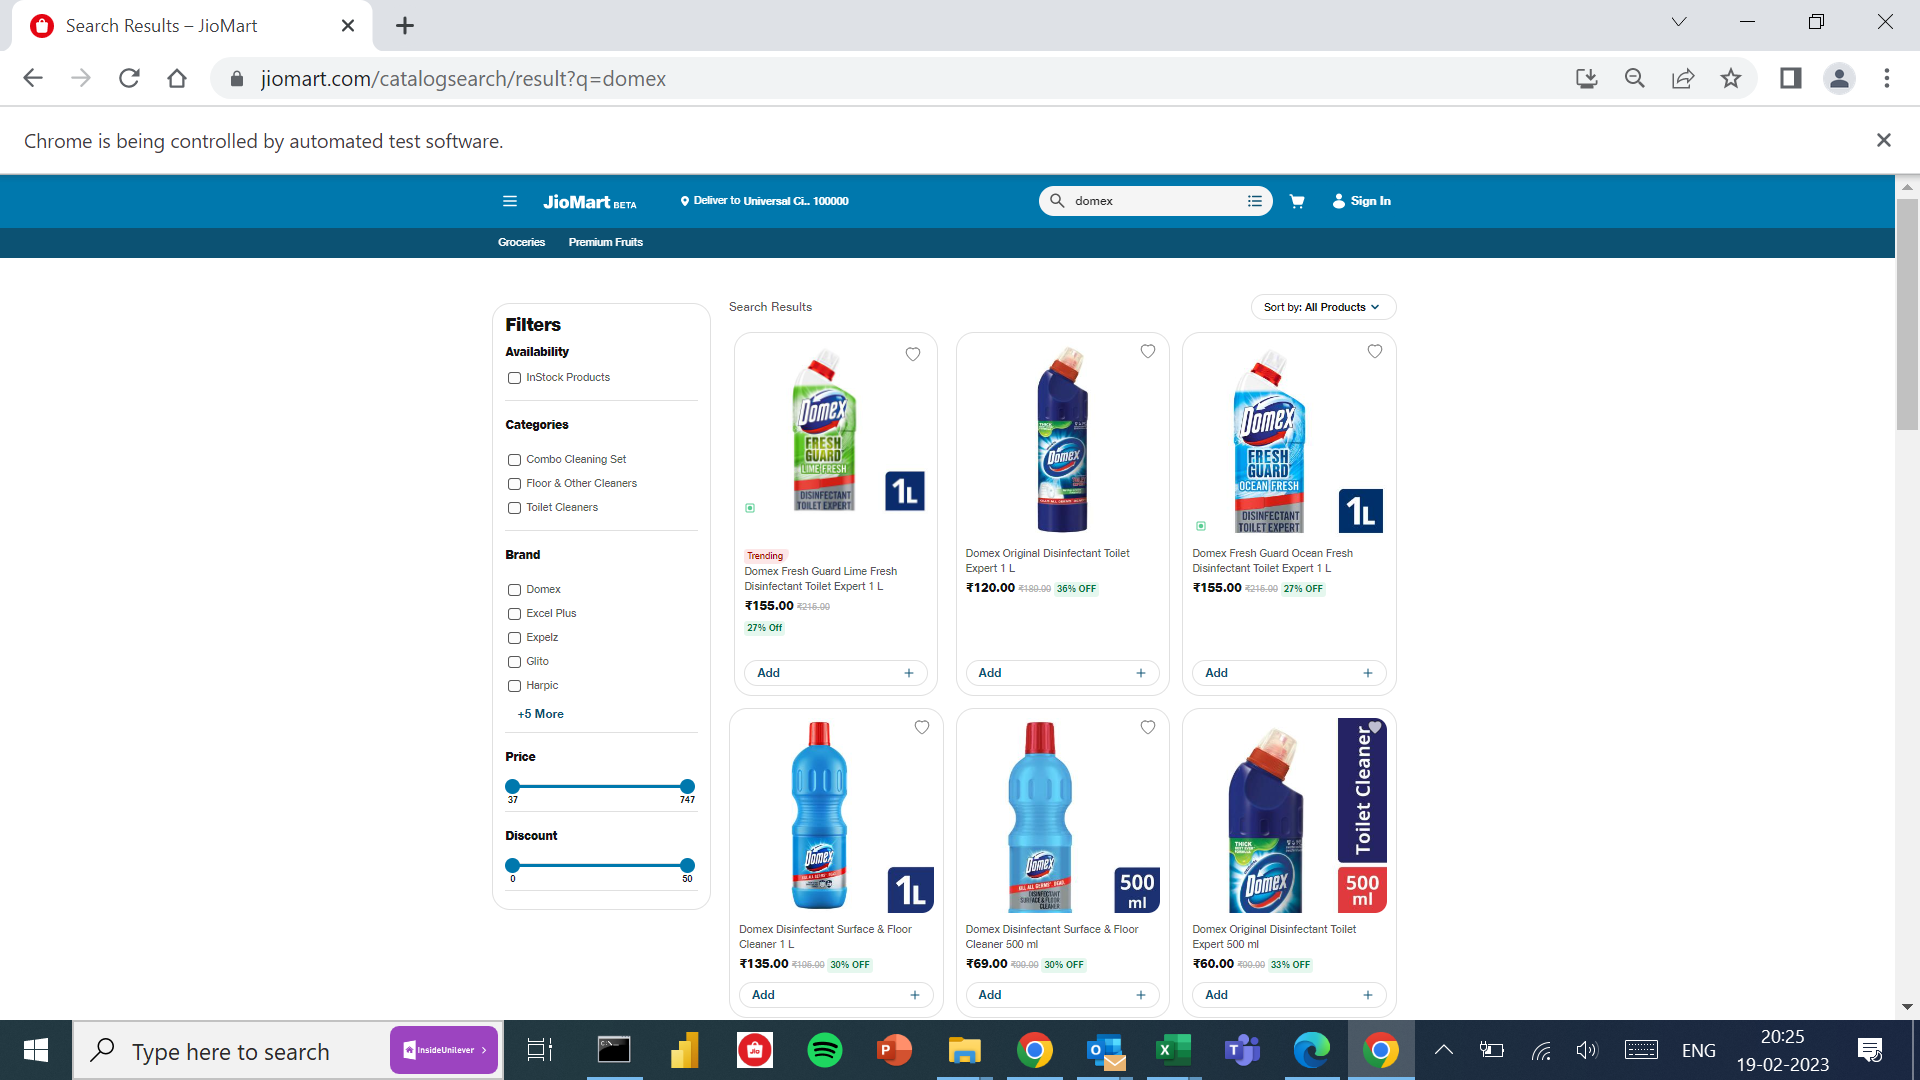 Search Results – JioMart
jiomart.com/catalogsearch/result?q=domex
Chrome is being controlled by automated test software.
JioMart BETA
Deliver to Universal Ci... 100000
domex
Sign In
Groceries
Premium Fruits
Filters
Availability
InStock Products
Categories
Combo Cleaning Set
Floor & Other Cleaners
Toilet Cleaners
Brand
Domex
Excel Plus
Expelz
Glito
Harpic
+5 More
Price
37
747
Discount
0
50
Search Results
Sort by: All Products
Domex
FRESH
GUARD
LIME FRESH
DISINFECTANT
TOILET EXPERT
1L
Trending
Domex Fresh Guard Lime Fresh
Disinfectant Toilet Expert 1 L
₹155.00 ₹215.00
27% Off
Add +
Domex
Domex Original Disinfectant Toilet
Expert 1 L
₹120.00 ₹189.00 36% OFF
Add +
Domex
FRESH
GUARD
OCEAN FRESH
DISINFECTANT
TOILET EXPERT
1L
Domex Fresh Guard Ocean Fresh
Disinfectant Toilet Expert 1 L
₹155.00 ₹215.00 27% OFF
Add +
Domex
1L
Domex Disinfectant Surface & Floor
Cleaner 1 L
₹135.00 ₹195.00 30% OFF
Add +
Domex
KILL ALL GERMS DEAD
DISINFECTANT
SURFACE & FLOOR
CLEANER
500
ml
Domex Disinfectant Surface & Floor
Cleaner 500 ml
₹69.00 ₹99.00 30% OFF
Add +
THICK
Domex
Toilet Cleaner
500
ml
Domex Original Disinfectant Toilet
Expert 500 ml
₹60.00 ₹90.00 33% OFF
Add +
Type here to search
InsideUnilever
ENG
20:25
19-02-2023